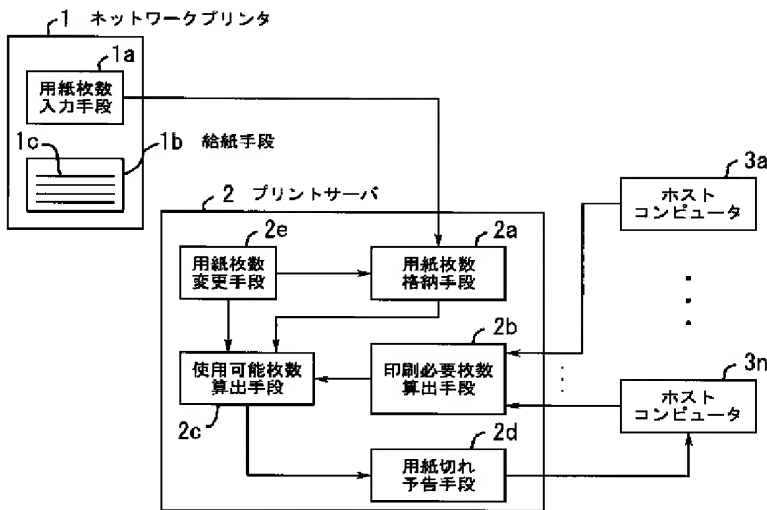 1 ネットワークプリンタ
1a
用紙枚数
入力手段
1c
1b 給紙手段
2 プリントサーバ
2e
用紙枚数
変更手段
2a
用紙枚数
格納手段
使用可能枚数
算出手段
2c
2b
印刷必要枚数
算出手段
2d
用紙切れ
予告手段
3a
ホスト
コンピュータ
3n
ホスト
コンピュータ